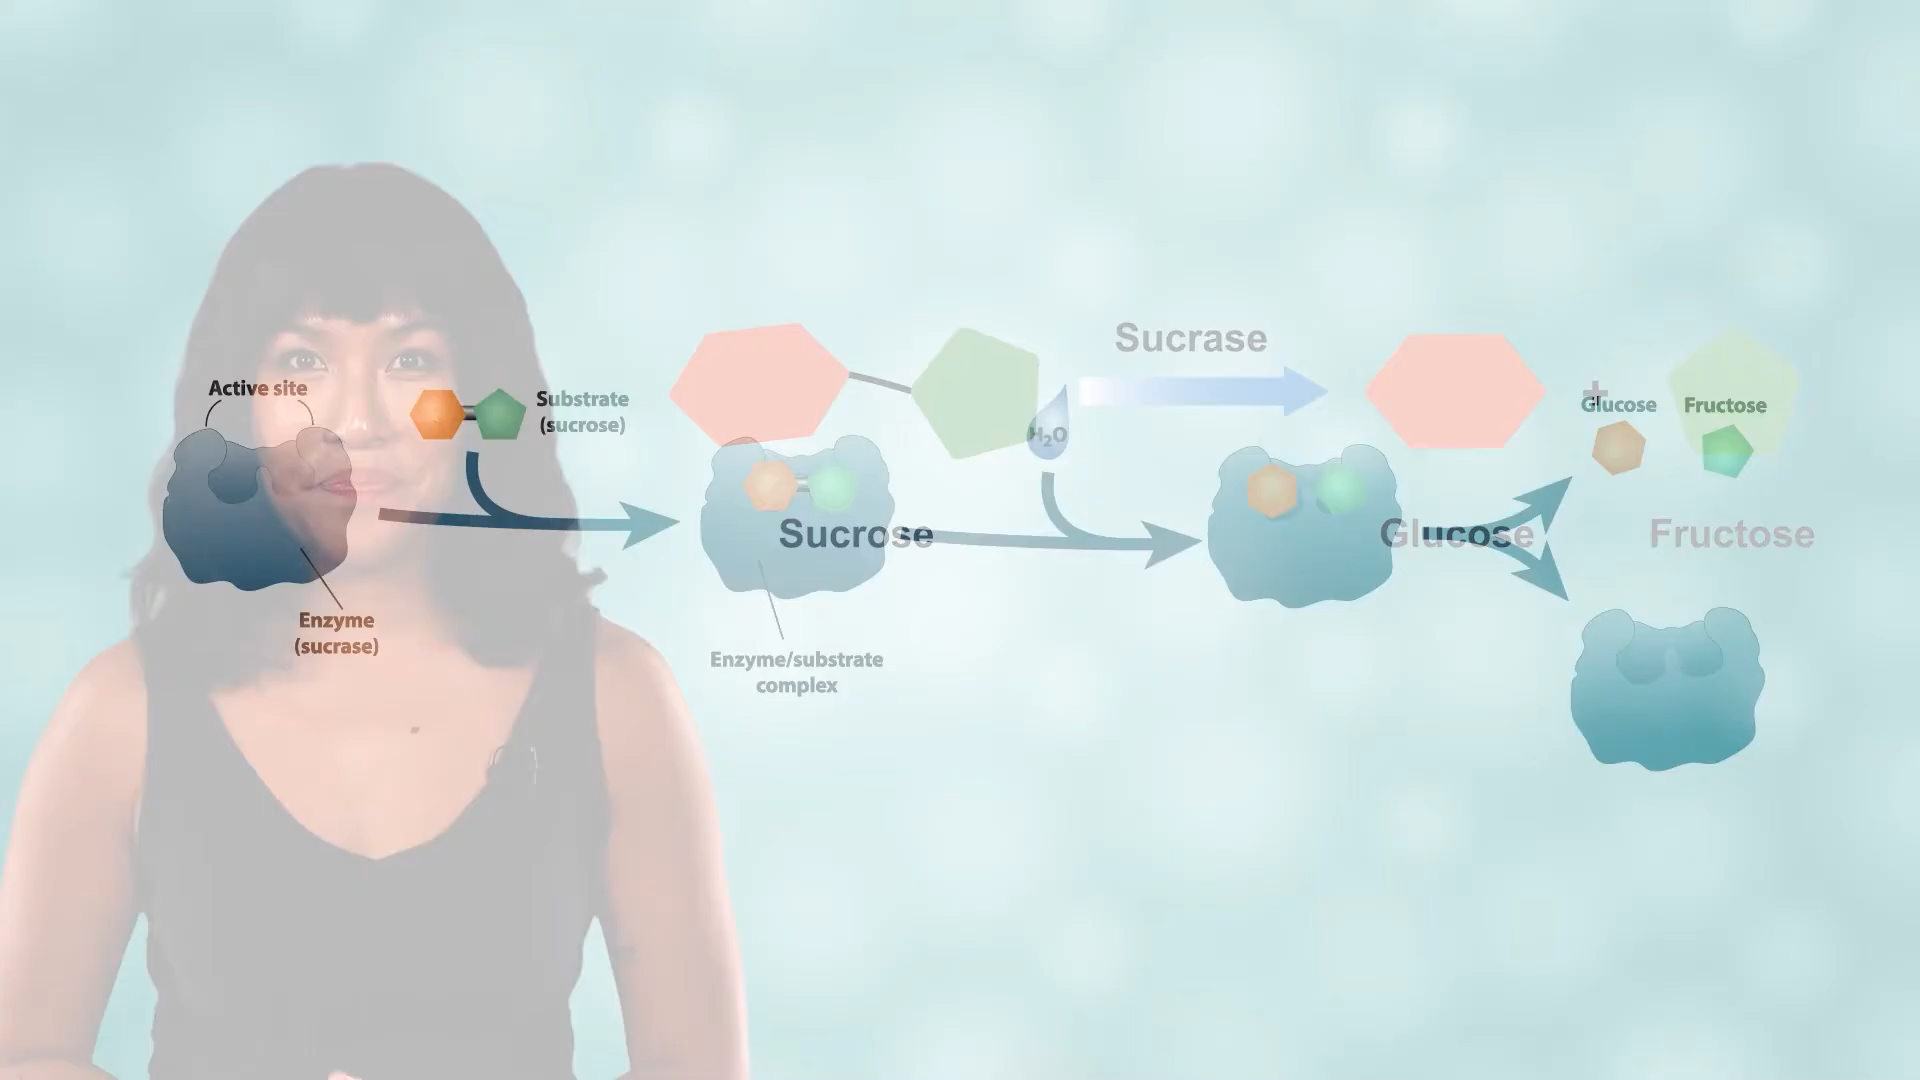 Active site
Substrate
(sucrose)
Enzyme
(sucrase)
Sucrase
H₂O
+
Sucrose
Glucose
Fructose
Enzyme/substrate
complex
Glucose
Fructose